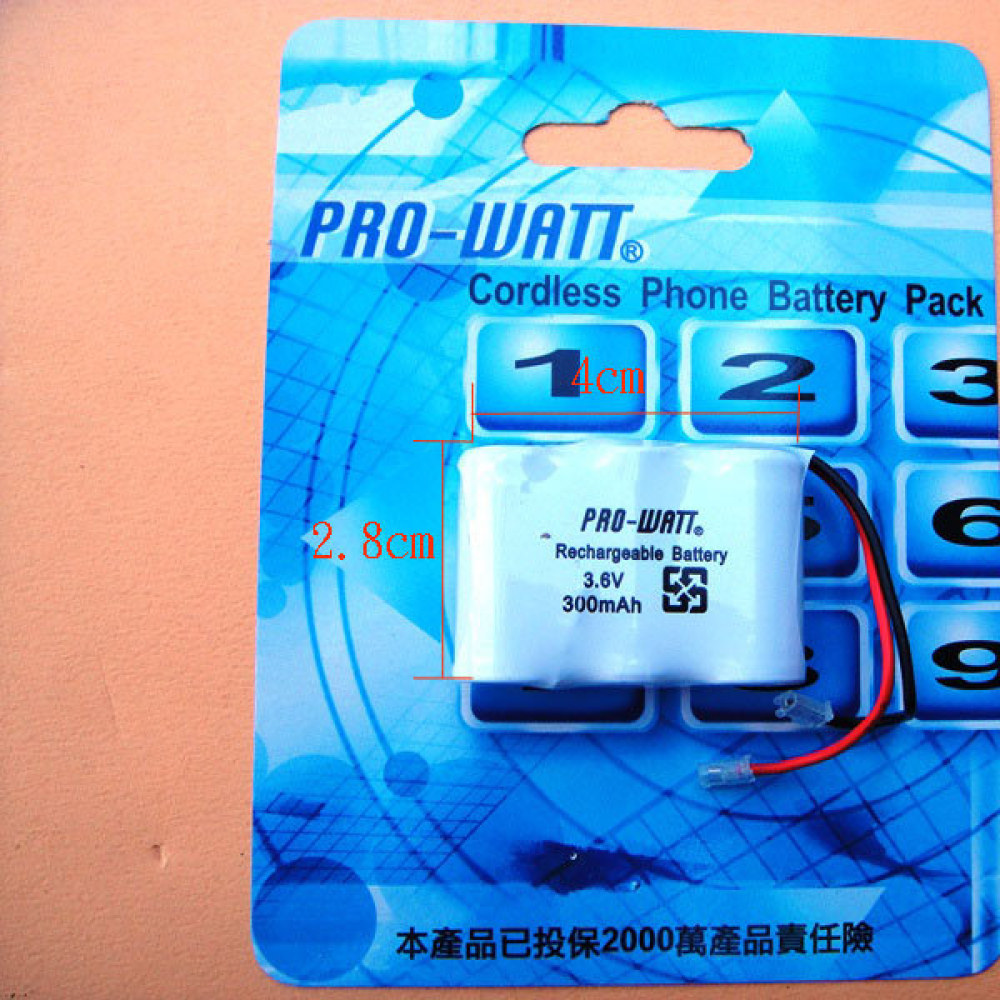 PRO-WATT®
Cordless Phone Battery Pack
1 2 3
4cm
2.8cm
PRO-WATT®
Rechargeable Battery
3.6V
300mAh
6
9
本產品已投保2000萬產品責任險